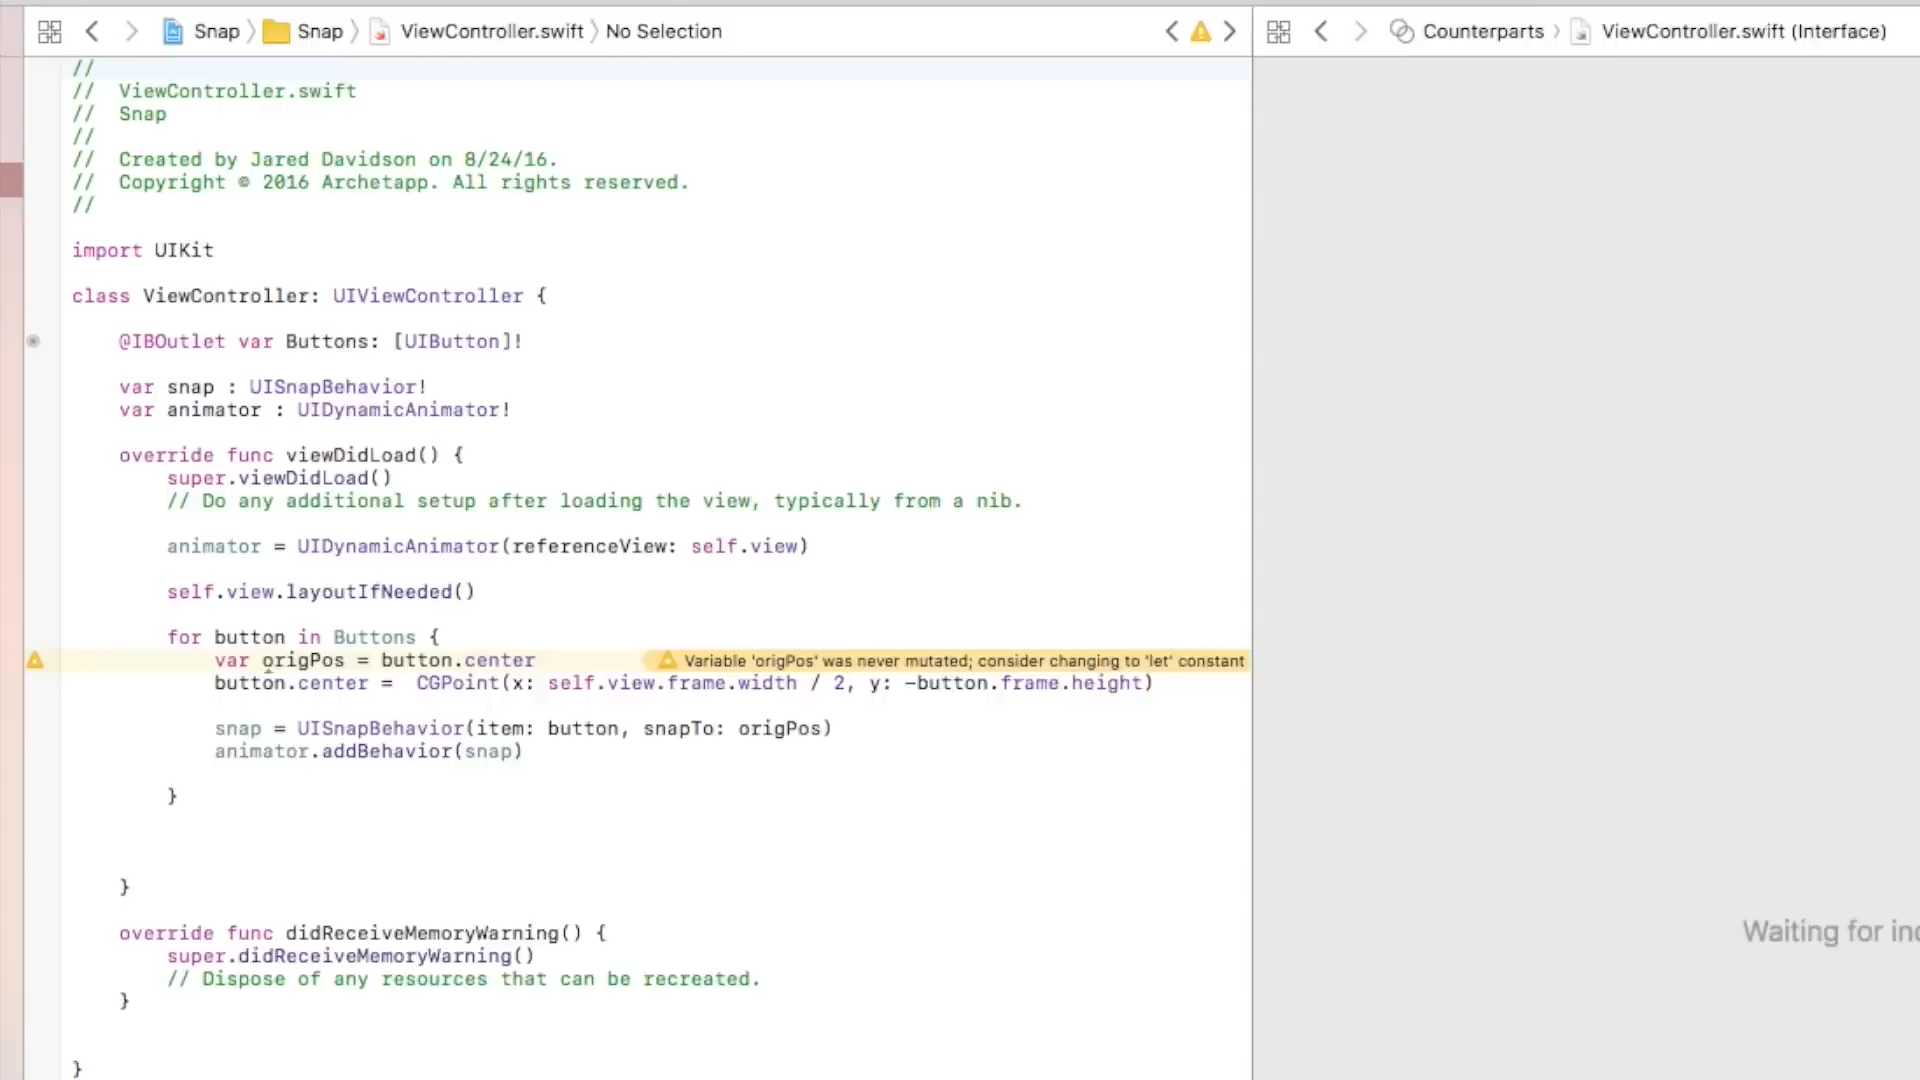 Snap 〉 Snap 〉 ViewController.swift 〉 No Selection
Counterparts 〉 ViewController.swift (Interface)
//
//  ViewController.swift
//  Snap
//
//  Created by Jared Davidson on 8/24/16.
//  Copyright © 2016 Archetapp. All rights reserved.
//
import UIKit
class ViewController: UIViewController {
    @IBOutlet var Buttons: [UIButton]!
    var snap : UISnapBehavior!
    var animator : UIDynamicAnimator!
    override func viewDidLoad() {
        super.viewDidLoad()
        // Do any additional setup after loading the view, typically from a nib.
        animator = UIDynamicAnimator(referenceView: self.view)
        self.view.layoutIfNeeded()
        for button in Buttons {
            var origPos = button.center
Variable 'origPos' was never mutated; consider changing to 'let' constant
            button.center =  CGPoint(x: self.view.frame.width / 2, y: -button.frame.height)
            snap = UISnapBehavior(item: button, snapTo: origPos)
            animator.addBehavior(snap)
        }
    }
    override func didReceiveMemoryWarning() {
        super.didReceiveMemoryWarning()
        // Dispose of any resources that can be recreated.
    }
}
Waiting for